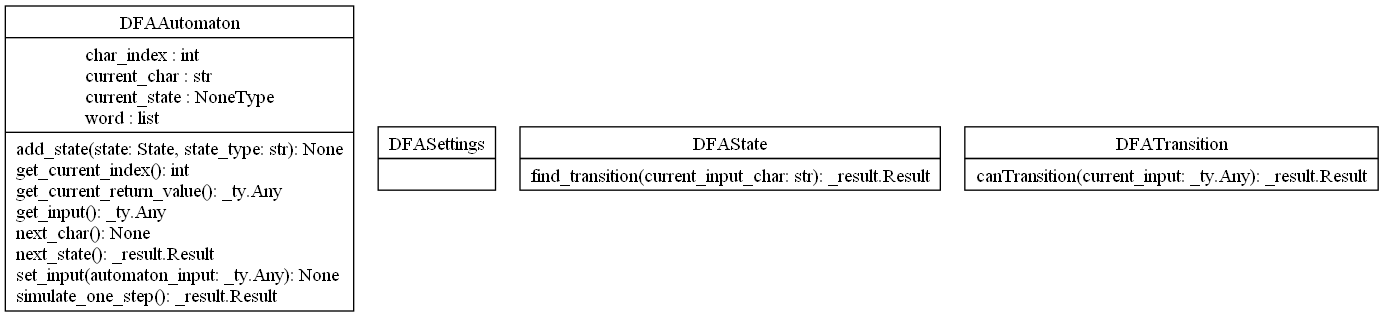 DFAAutomaton
char_index : int
current_char : str
current_state : NoneType
word : list
add_state(state: State, state_type: str): None
get_current_index(): int
get_current_return_value(): _ty.Any
get_input(): _ty.Any
next_char(): None
next_state(): _result.Result
set_input(automaton_input: _ty.Any): None
simulate_one_step(): _result.Result
DFASettings
DFAState
find_transition(current_input_char: str): _result.Result
DFATransition
canTransition(current_input: _ty.Any): _result.Result